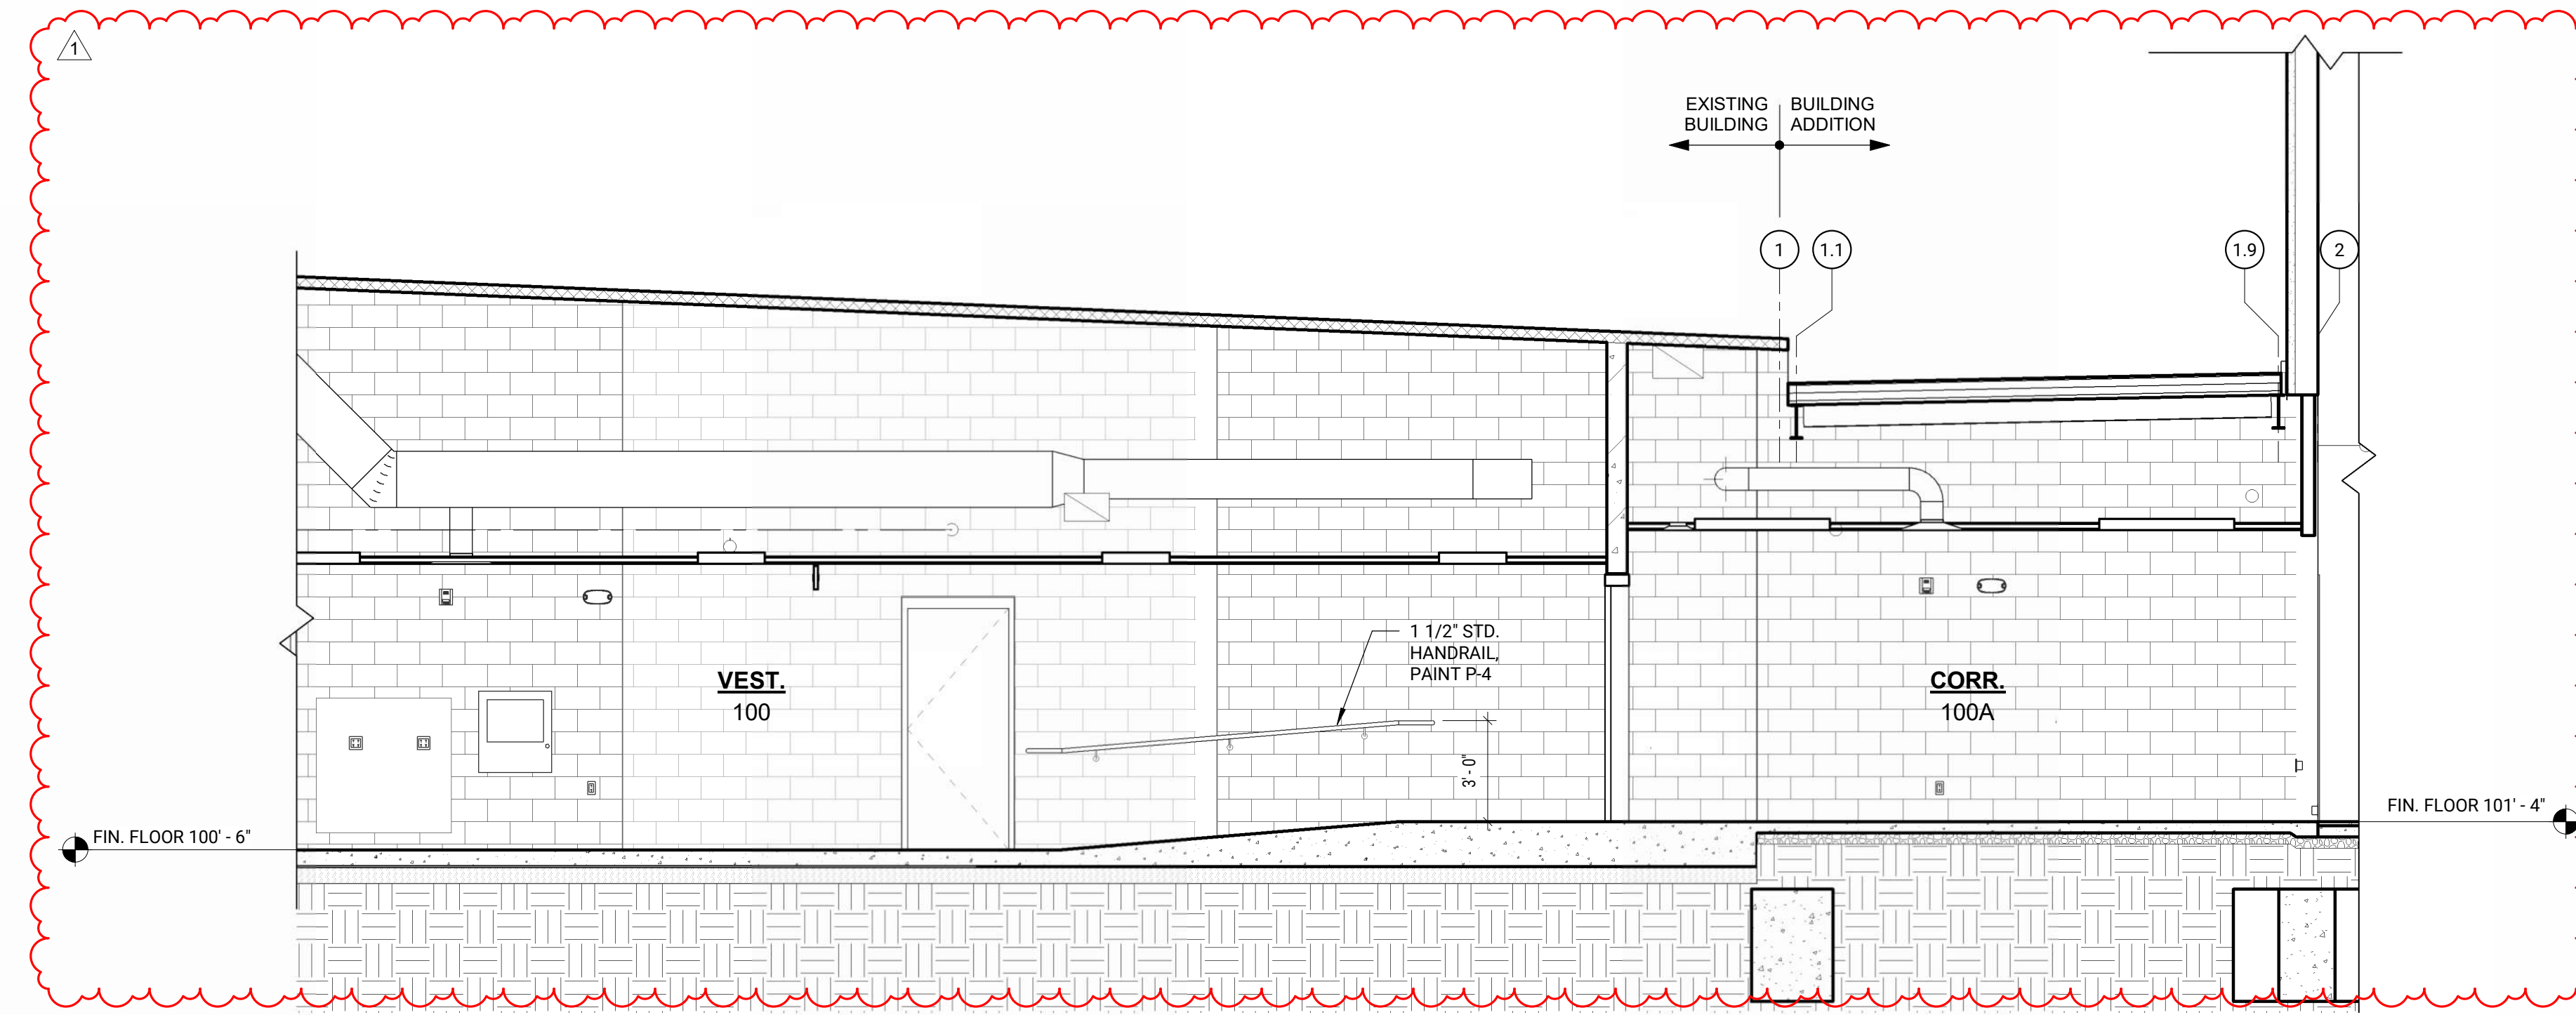 1
EXISTING
BUILDING
BUILDING
ADDITION
1
1.1
1.9
2
1 1/2" STD.
HANDRAIL,
PAINT P-4
VEST.
100
CORR.
100A
3' - 0"
FIN. FLOOR 100' - 6"
FIN. FLOOR 101' - 4"